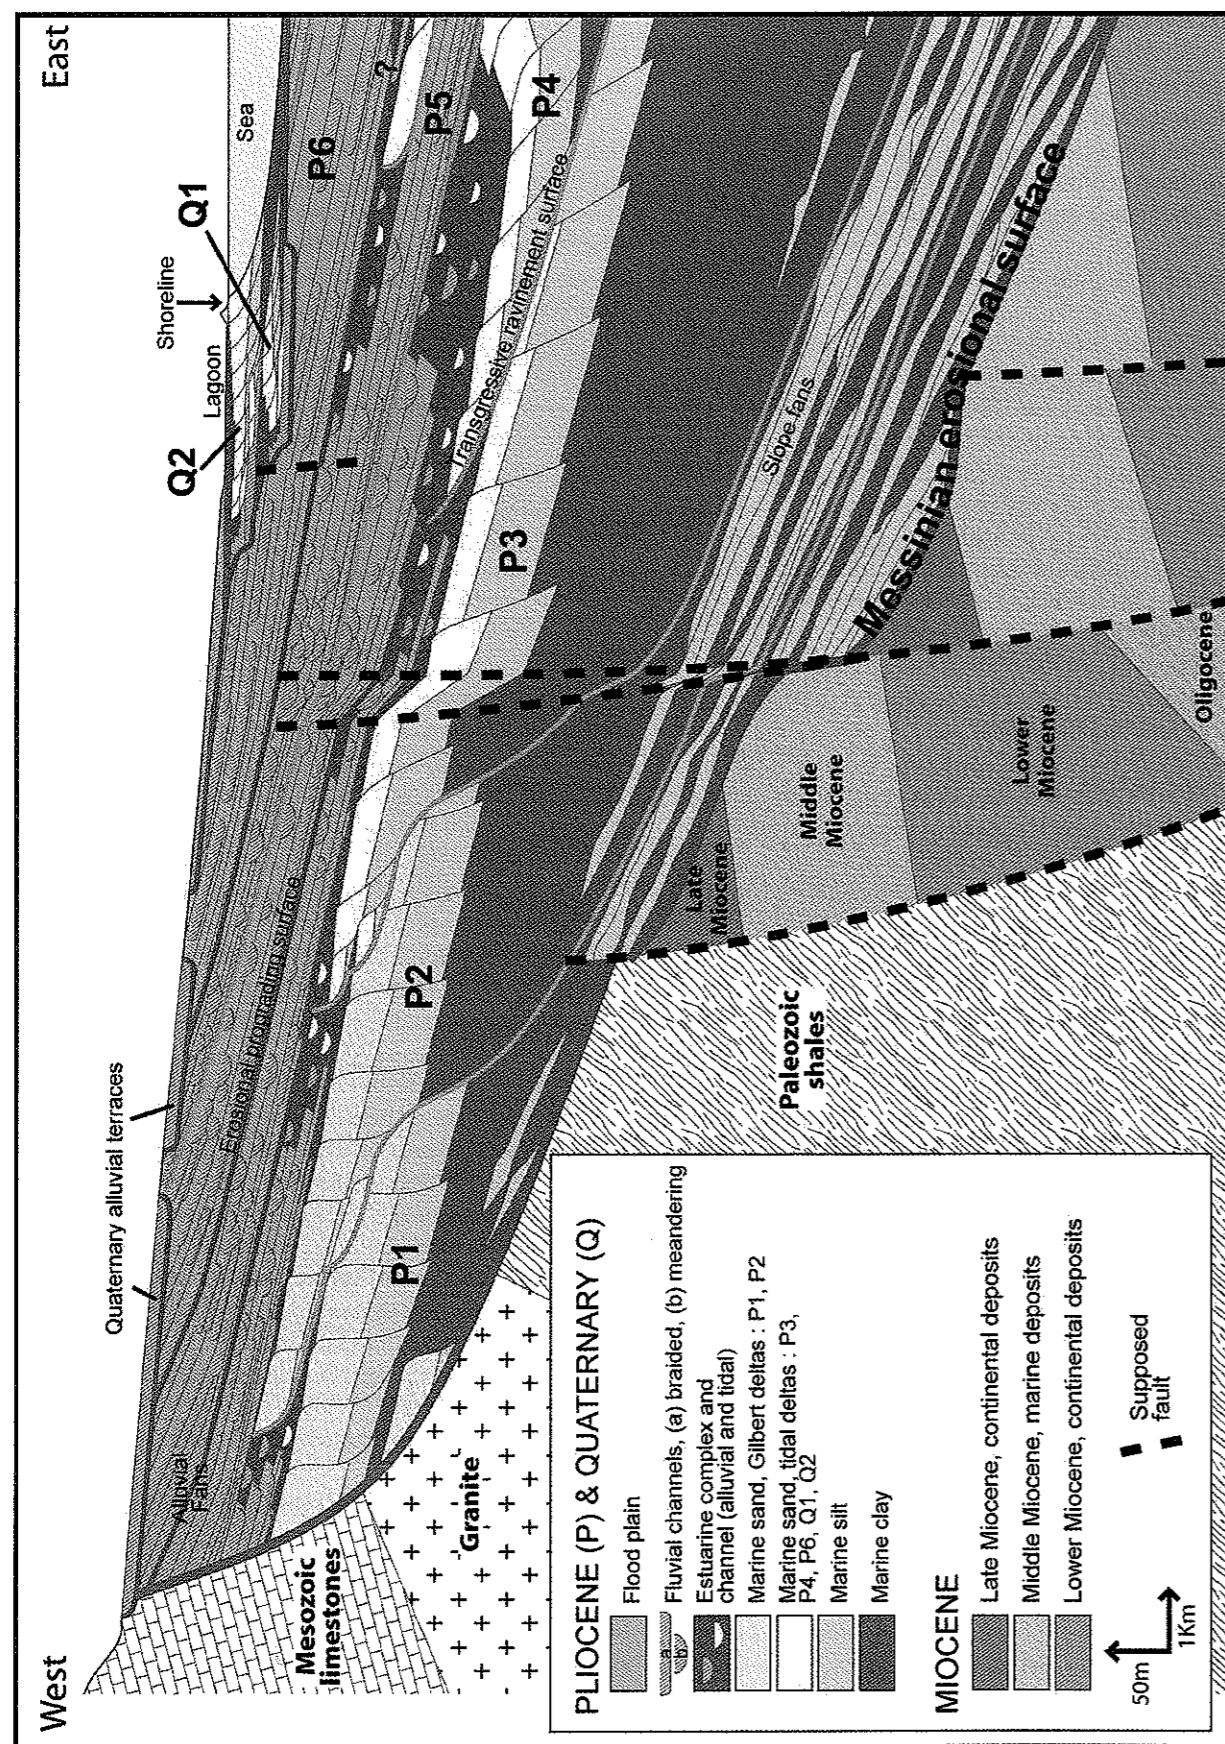 West
East
Quaternary alluvial terraces
Q2
Lagoon
Shoreline
Q1
Sea
Alluvial
Fans
Erosional prograding surface
P6
?
P5
P4
P1
P2
P3
Transgressive ravinement surface
Slope fans
Messinian erosional surface
Mesozoic
limestones
Granite
Paleozoic
shales
Late
Miocene
Middle
Miocene
Lower
Miocene
Oligocene
PLIOCENE (P) & QUATERNARY (Q)
Flood plain
a
b
Fluvial channels, (a) braided, (b) meandering
Estuarine complex and
channel (alluvial and tidal)
Marine sand, Gilbert deltas : P1, P2
Marine sand, tidal deltas : P3,
P4, P6, Q1, Q2
Marine silt
Marine clay
MIOCENE
Late Miocene, continental deposits
Middle Miocene, marine deposits
Lower Miocene, continental deposits
50m
1Km
Supposed
fault